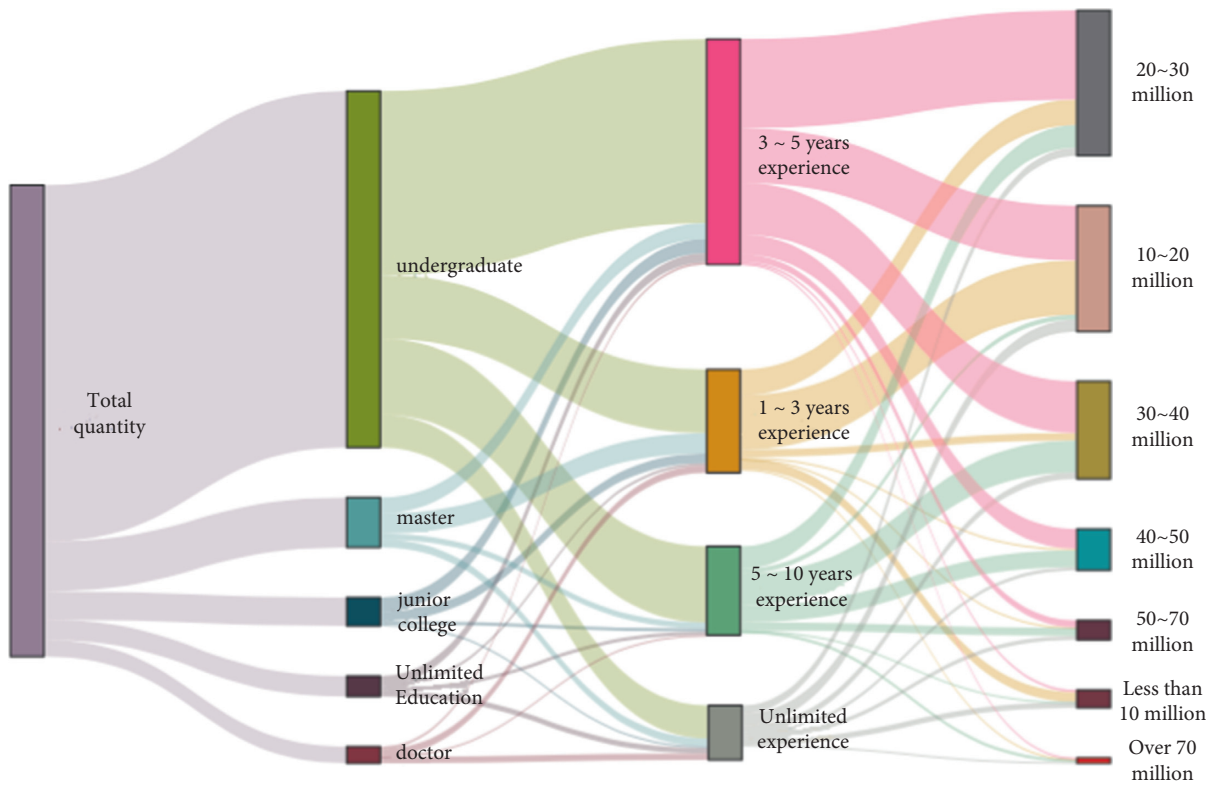 Total
quantity
undergraduate
master
junior
college
Unlimited
Education
doctor
3 ~ 5 years
experience
1 ~ 3 years
experience
5 ~ 10 years
experience
Unlimited
experience
20~30
million
10~20
million
30~40
million
40~50
million
50~70
million
Less than
10 million
Over 70
million